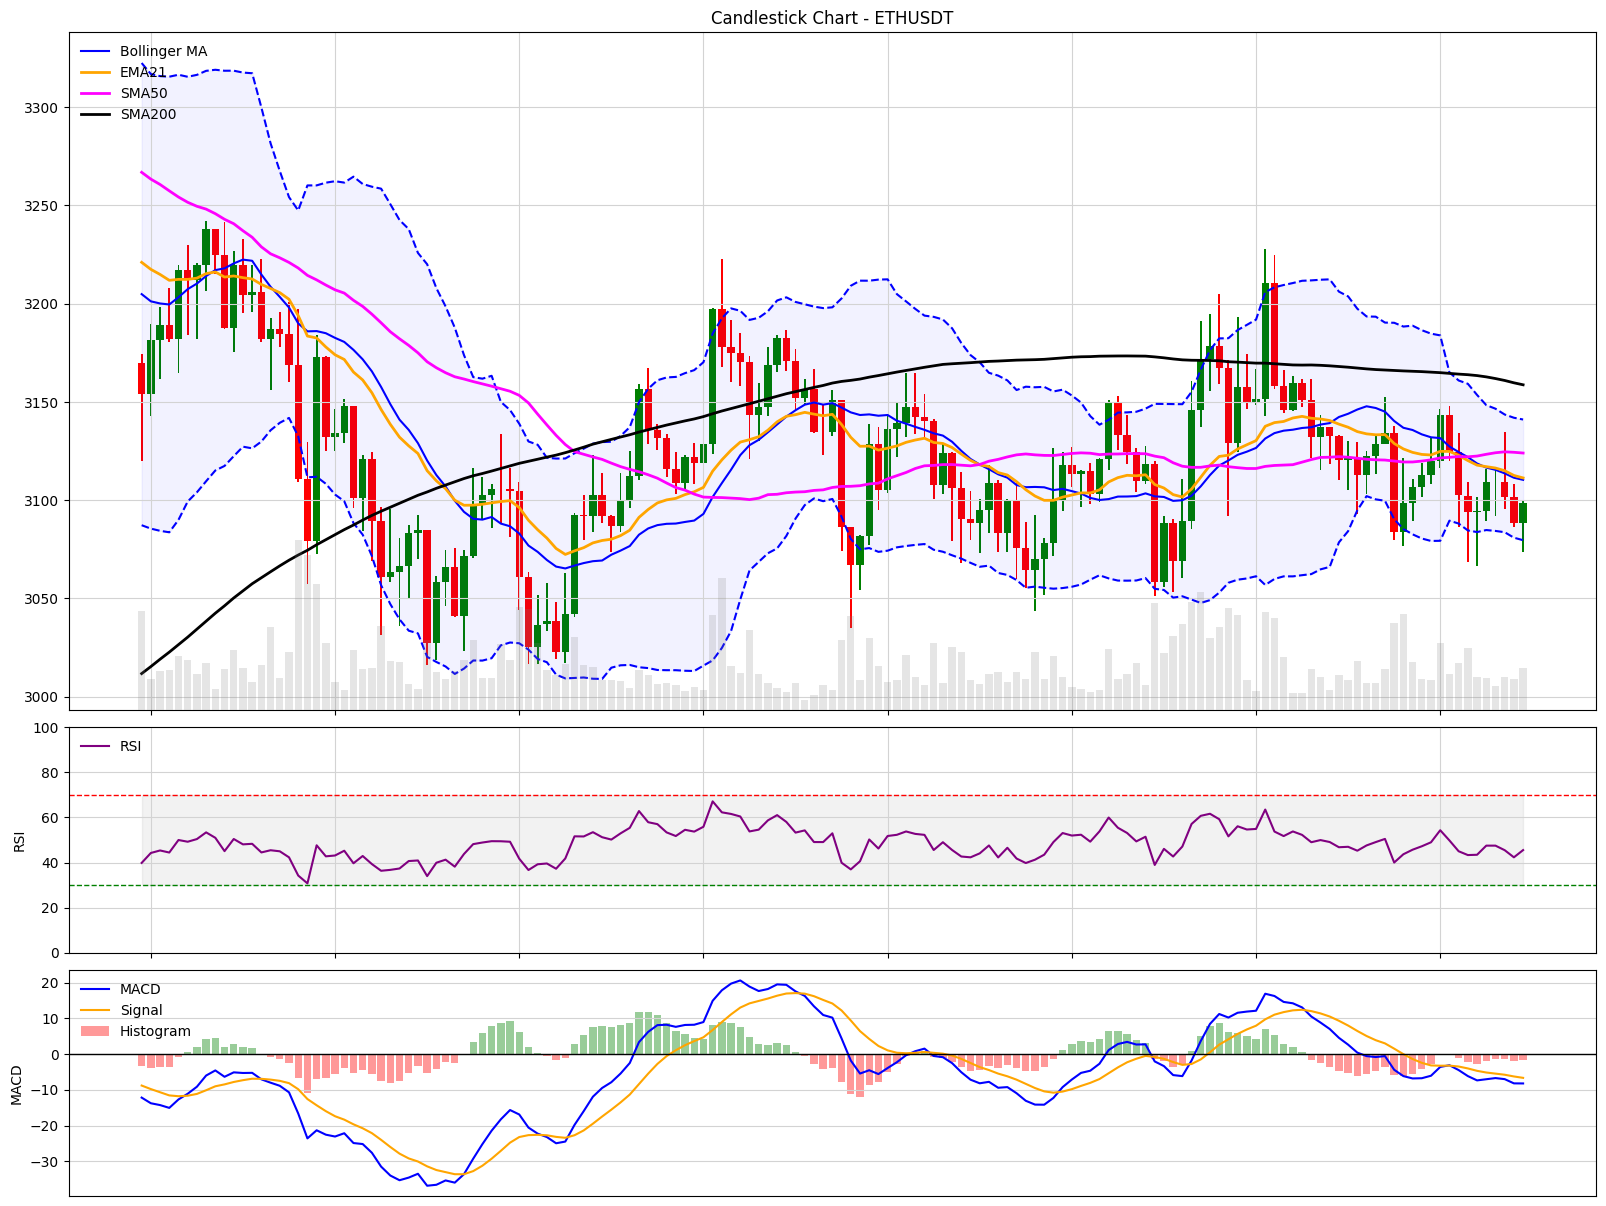 Candlestick Chart - ETHUSDT
Bollinger MA
EMA21
SMA50
SMA200
3300
3250
3200
3150
3100
3050
3000
RSI
100
80
60
40
20
0
RSI
MACD
Signal
Histogram
20
10
0
−10
−20
−30
MACD